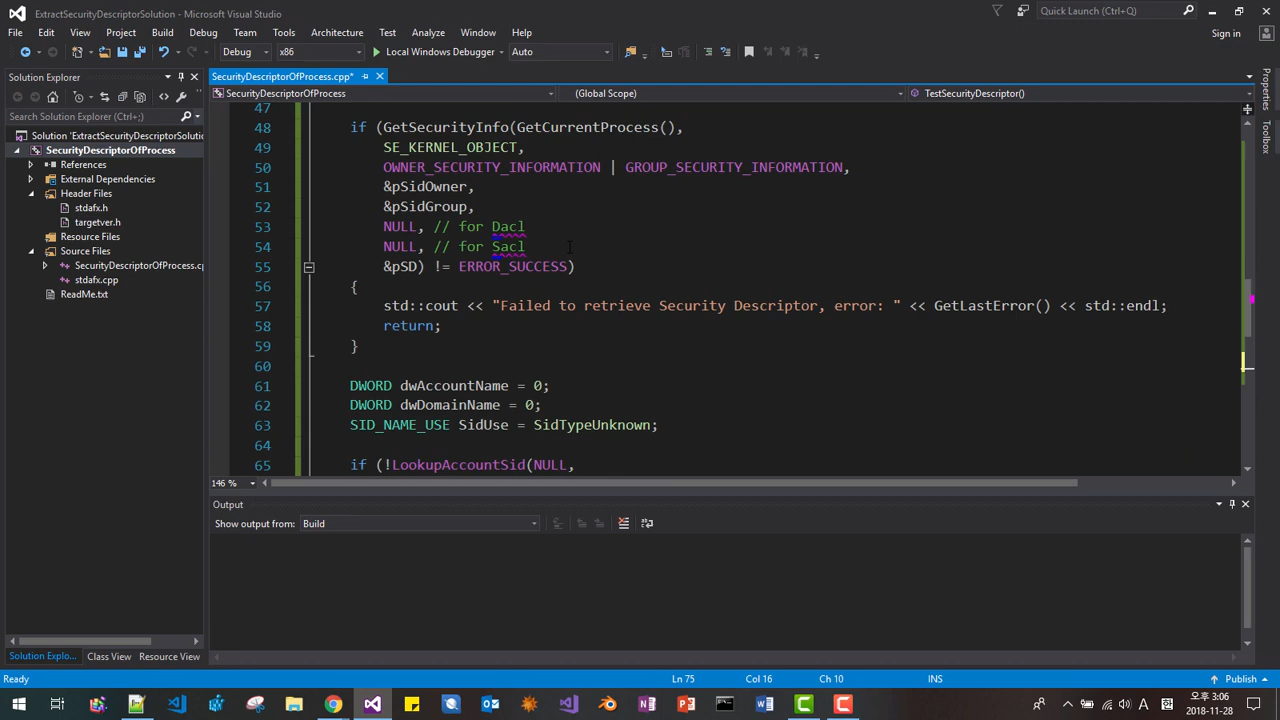 ExtractSecurityDescriptorSolution - Microsoft Visual Studio
Quick Launch (Ctrl+Q)
File Edit View Project Build Debug Team Tools Architecture Test Analyze Window Help
Sign in
Debug x86 Local Windows Debugger Auto
Solution Explorer
SecurityDescriptorOfProcess.cpp*
SecurityDescriptorOfProcess (Global Scope) TestSecurityDescriptor()
Search Solution Explorer (Ctrl+;)
Solution 'ExtractSecurityDescriptorSolutio
SecurityDescriptorOfProcess
References
External Dependencies
Header Files
stdafx.h
targetver.h
Resource Files
Source Files
SecurityDescriptorOfProcess.c
stdafx.cpp
ReadMe.txt
47
48 if (GetSecurityInfo(GetCurrentProcess(),
49 SE_KERNEL_OBJECT,
50 OWNER_SECURITY_INFORMATION | GROUP_SECURITY_INFORMATION,
51 &pSidOwner,
52 &pSidGroup,
53 NULL, // for Dacl
54 NULL, // for Sacl
55 &pSD) != ERROR_SUCCESS)
56 {
57 std::cout << "Failed to retrieve Security Descriptor, error: " << GetLastError() << std::endl;
58 return;
59 }
60
61 DWORD dwAccountName = 0;
62 DWORD dwDomainName = 0;
63 SID_NAME_USE SidUse = SidTypeUnknown;
64
65 if (!LookupAccountSid(NULL,
146 %
Output
Show output from: Build
Properties
Toolbox
Solution Explo... Class View Resource View
Ready Ln 75 Col 16 Ch 10 INS Publish
A 오후 3:06
2018-11-28